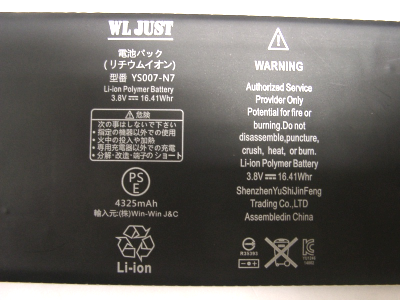 WL JUST
電池パック
(リチウムイオン)
型番 YS007-N7
Li-ion Polymer Battery
3.8V 16.41Whr
危険
次の事はしないで下さい
・指定の機器以外での使用
・火中の投入や加熱
・専用充電器以外での充電
・分解・改造・端子のショート
PS
E
4325mAh
輸入元:(株)Win-Win J&C
Li-ion
WARNING
Authorized Service
Provider Only
Potential for fire or
burning.Do not
disassemble,puncture,
crush, heat, or burn.
Li-ion Polymer Battery
3.8V 16.41Whr
ShenzhenYuShiJinFeng
Trading Co.,LTD
Assembledin China